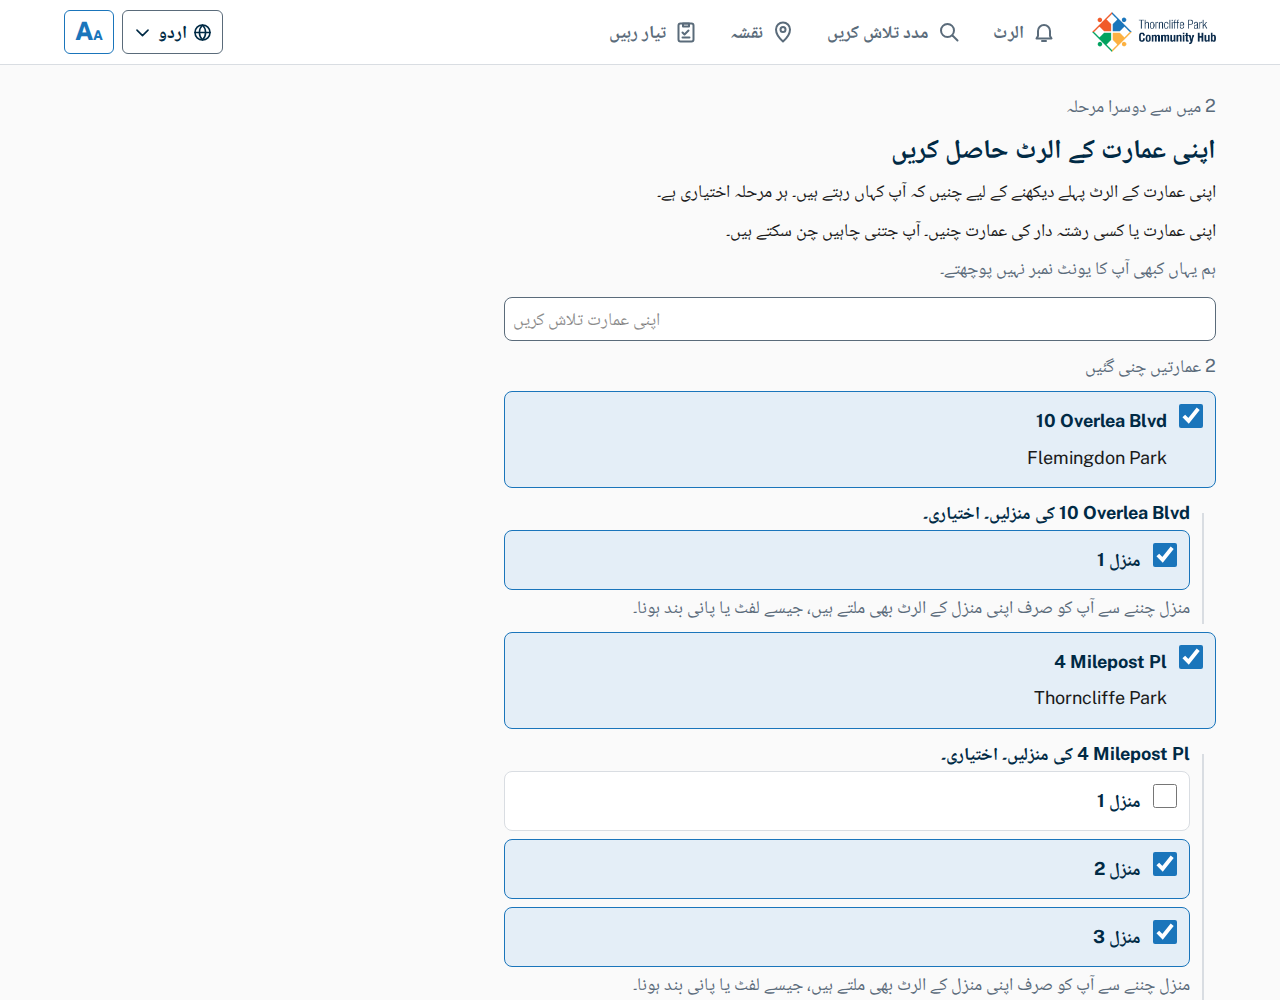 Thorncliffe Park
Community Hub
الرٹ
مدد تلاش کریں
نقشہ
تیار رہیں
اردو
AA
2 میں سے دوسرا مرحلہ
اپنی عمارت کے الرٹ حاصل کریں
اپنی عمارت کے الرٹ پہلے دیکھنے کے لیے چنیں کہ آپ کہاں رہتے ہیں۔ ہر مرحلہ اختیاری ہے۔
اپنی عمارت یا کسی رشتہ دار کی عمارت چنیں۔ آپ جتنی چاہیں چن سکتے ہیں۔
ہم یہاں کبھی آپ کا یونٹ نمبر نہیں پوچھتے۔
اپنی عمارت تلاش کریں
2 عمارتیں چنی گئیں
10 Overlea Blvd
Flemingdon Park
10 Overlea Blvd کی منزلیں۔ اختیاری۔
منزل 1
منزل چننے سے آپ کو صرف اپنی منزل کے الرٹ بھی ملتے ہیں، جیسے لفٹ یا پانی بند ہونا۔
4 Milepost Pl
Thorncliffe Park
4 Milepost Pl کی منزلیں۔ اختیاری۔
منزل 1
منزل 2
منزل 3
منزل چننے سے آپ کو صرف اپنی منزل کے الرٹ بھی ملتے ہیں، جیسے لفٹ یا پانی بند ہونا۔